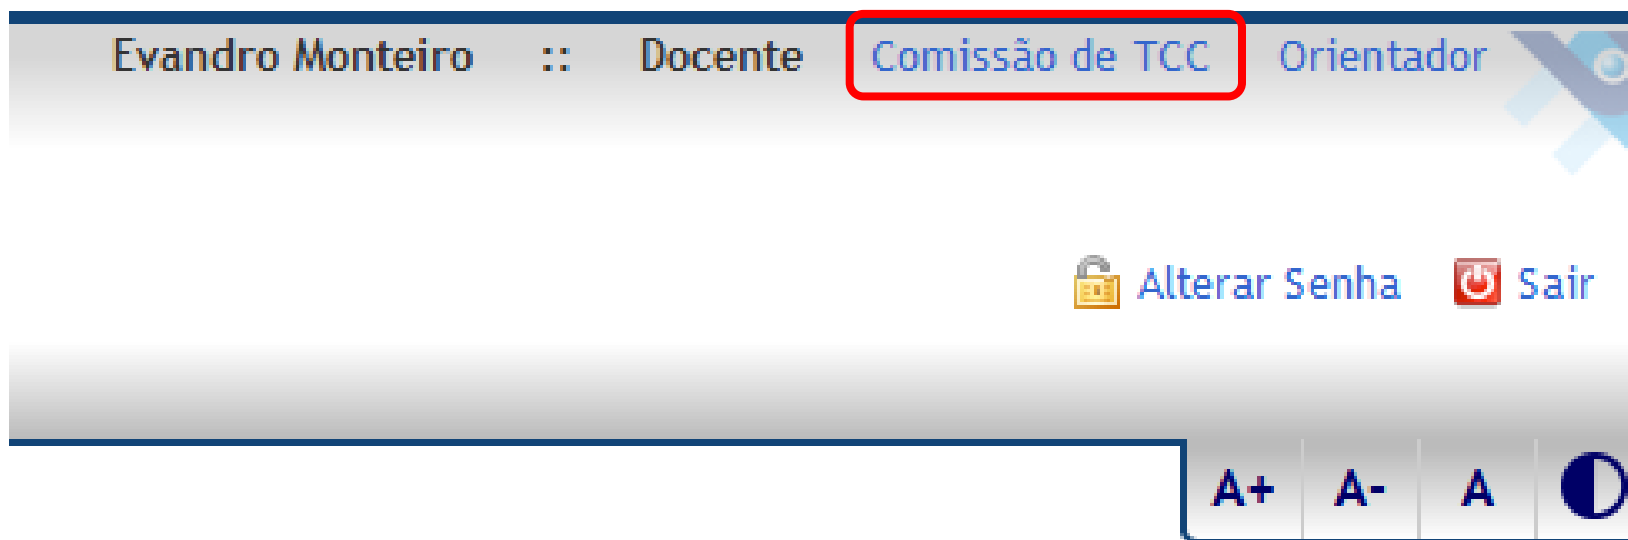 Evandro Monteiro :: Docente Comissão de TCC Orientador
Alterar Senha Sair
A+ A- A